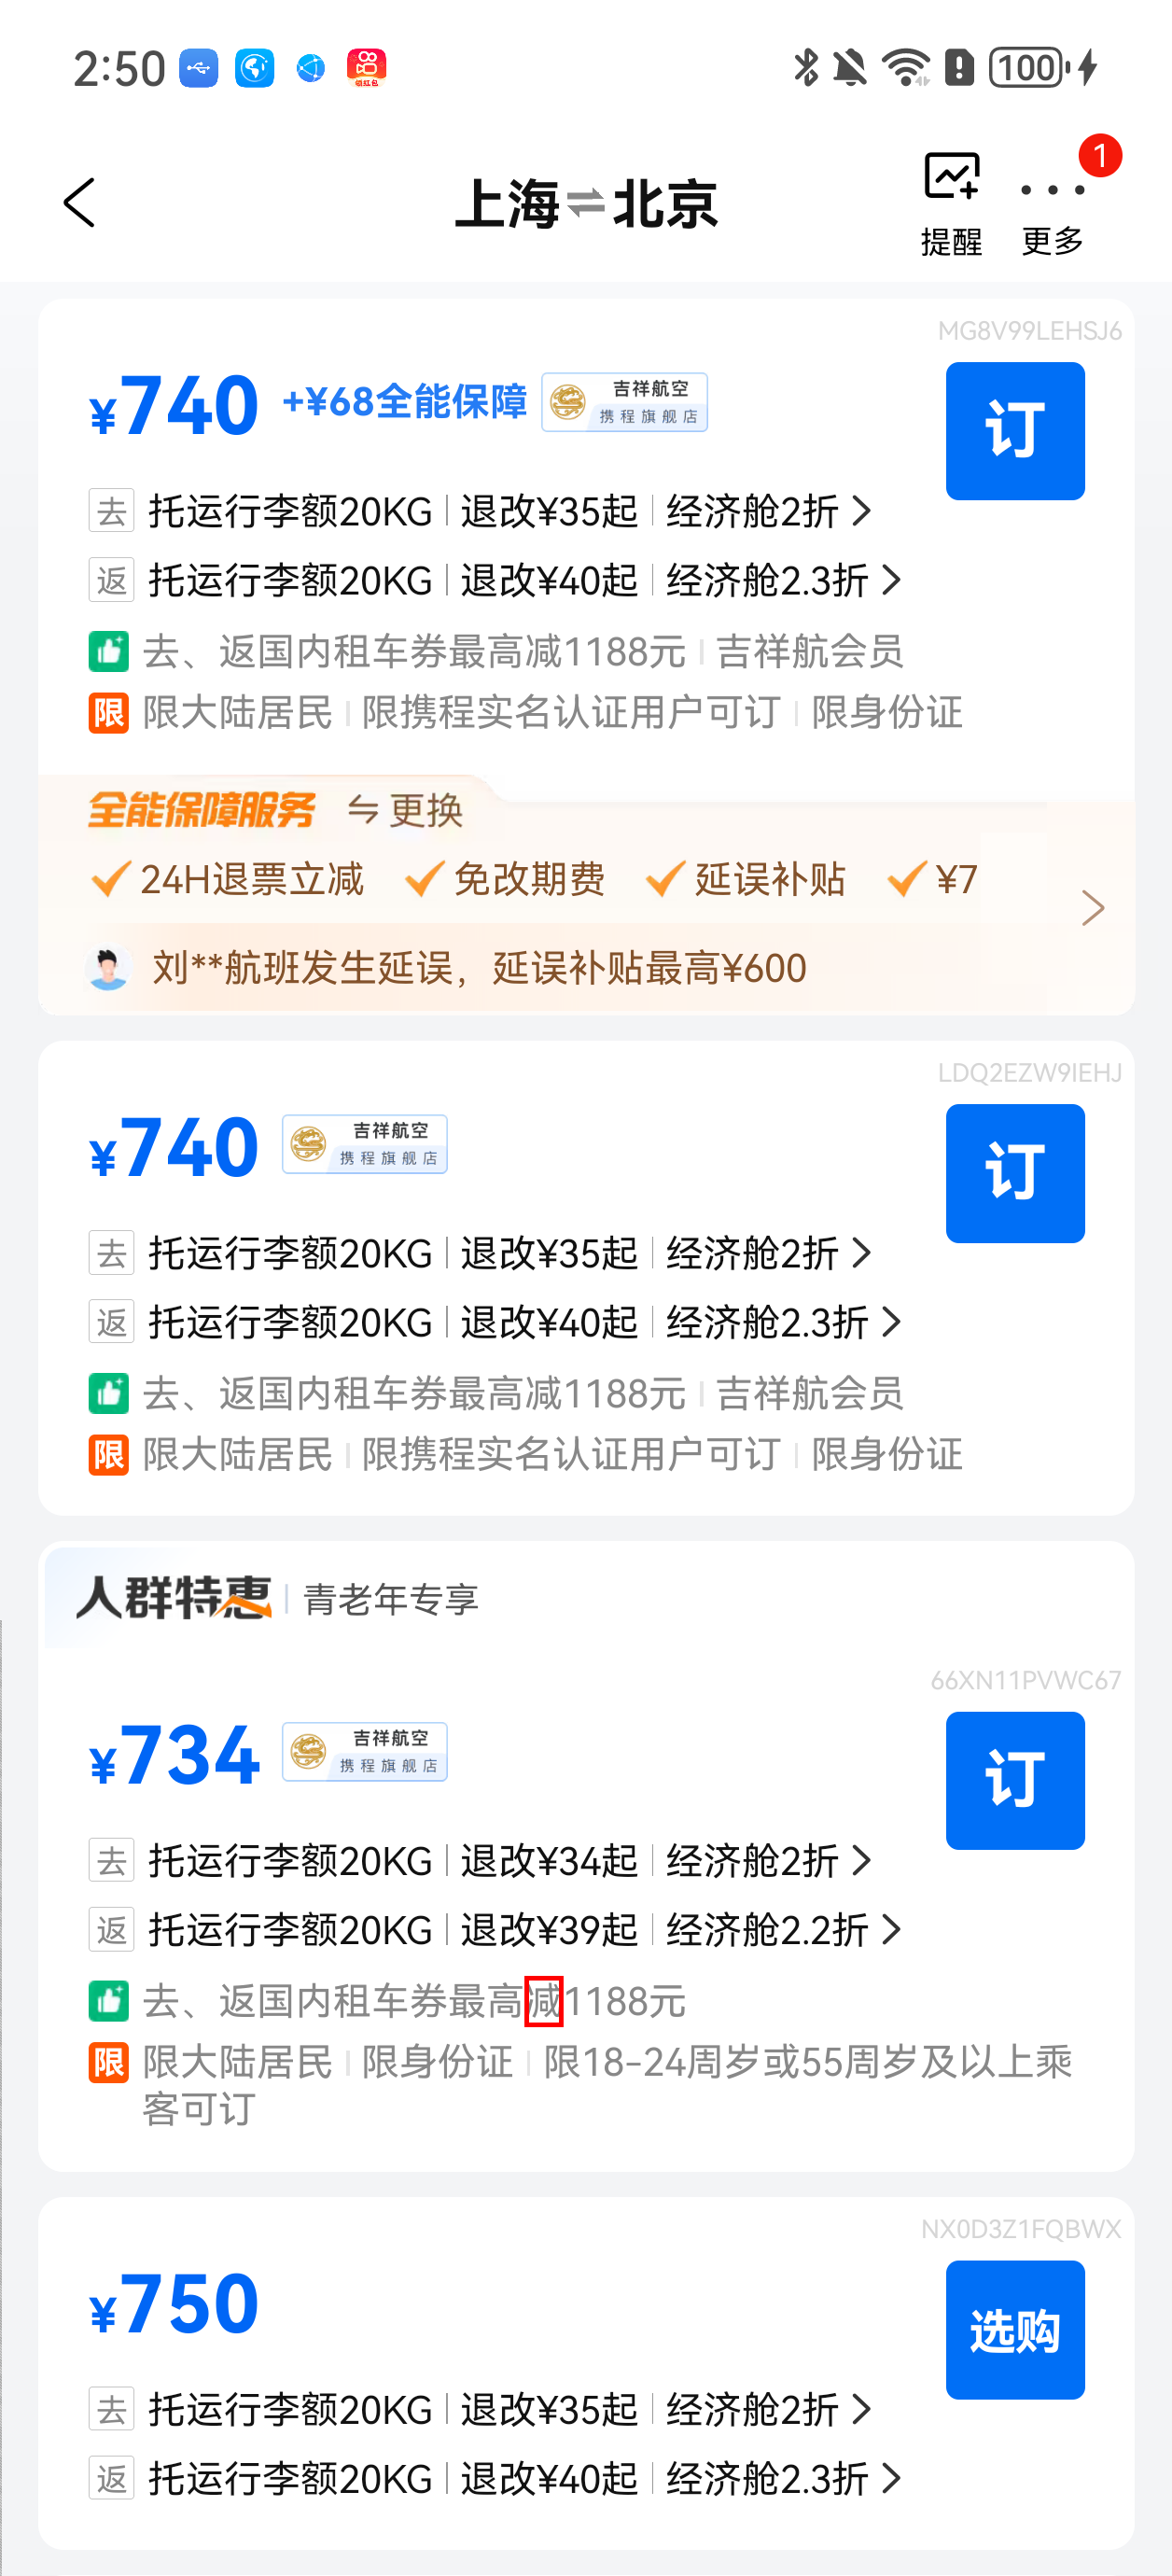 2:50
领红包
100
上海⇌北京
提醒
更多
1
MG8V99LEHSJ6
¥740 +¥68全能保障 吉祥航空 携程旗舰店
订
去 托运行李额20KG | 退改¥35起 | 经济舱2折 >
返 托运行李额20KG | 退改¥40起 | 经济舱2.3折 >
去、返国内租车券最高减1188元 | 吉祥航会员
限 限大陆居民 | 限携程实名认证用户可订 | 限身份证
全能保障服务 ⇋ 更换
24H退票立减 免改期费 延误补贴 ¥7
刘**航班发生延误，延误补贴最高¥600
LDQ2EZW9IEHJ
¥740 吉祥航空 携程旗舰店
订
去 托运行李额20KG | 退改¥35起 | 经济舱2折 >
返 托运行李额20KG | 退改¥40起 | 经济舱2.3折 >
去、返国内租车券最高减1188元 | 吉祥航会员
限 限大陆居民 | 限携程实名认证用户可订 | 限身份证
人群特惠 | 青老年专享
66XN11PVWC67
¥734 吉祥航空 携程旗舰店
订
去 托运行李额20KG | 退改¥34起 | 经济舱2折 >
返 托运行李额20KG | 退改¥39起 | 经济舱2.2折 >
去、返国内租车券最高减1188元
限 限大陆居民 | 限身份证 | 限18-24周岁或55周岁及以上乘
客可订
NX0D3Z1FQBWX
¥750
选购
去 托运行李额20KG | 退改¥35起 | 经济舱2折 >
返 托运行李额20KG | 退改¥40起 | 经济舱2.3折 >